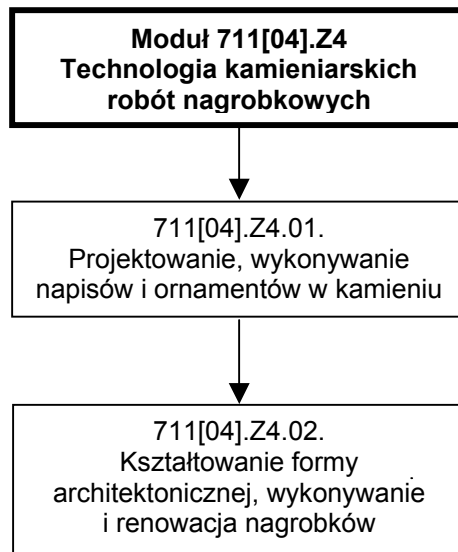 Moduł 711[04].Z4
Technologia kamieniarskich
robót nagrobkowych
711[04].Z4.01.
Projektowanie, wykonywanie
napisów i ornamentów w kamieniu
711[04].Z4.02.
Kształtowanie formy
architektonicznej, wykonywanie
i renowacja nagrobków